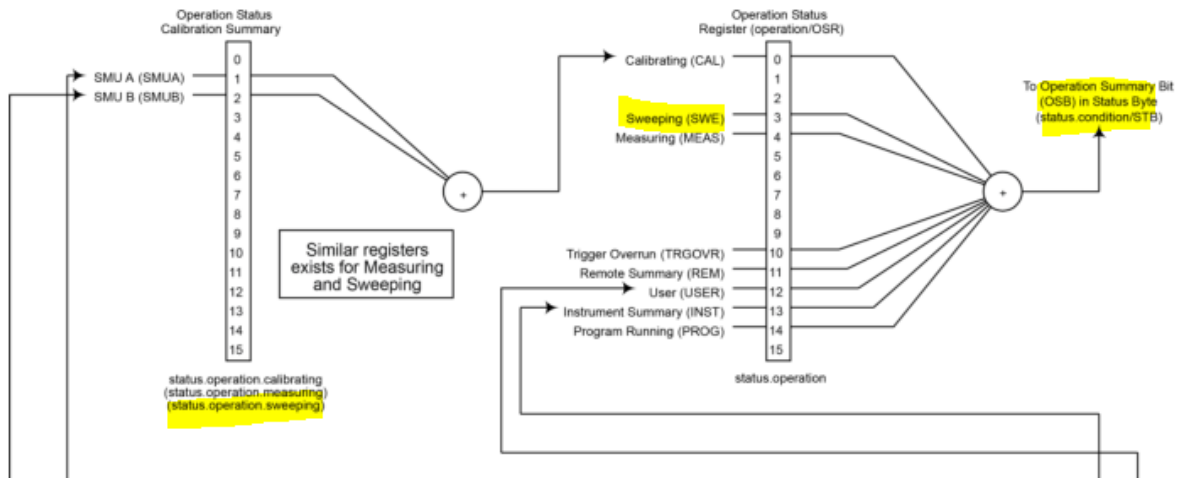 Operation Status
Calibration Summary
0
1
2
3
4
5
6
7
8
9
10
11
12
13
14
15
SMU A (SMUA)
SMU B (SMUB)
+
Similar registers
exists for Measuring
and Sweeping
status.operation.calibrating
(status.operation.measuring)
(status.operation.sweeping)
Operation Status
Register (operation/OSR)
Calibrating (CAL)
Sweeping (SWE)
Measuring (MEAS)
Trigger Overrun (TRGOVR)
Remote Summary (REM)
User (USER)
Instrument Summary (INST)
Program Running (PROG)
0
1
2
3
4
5
6
7
8
9
10
11
12
13
14
15
status.operation
+
To Operation Summary Bit
(OSB) in Status Byte
(status.condition/STB)